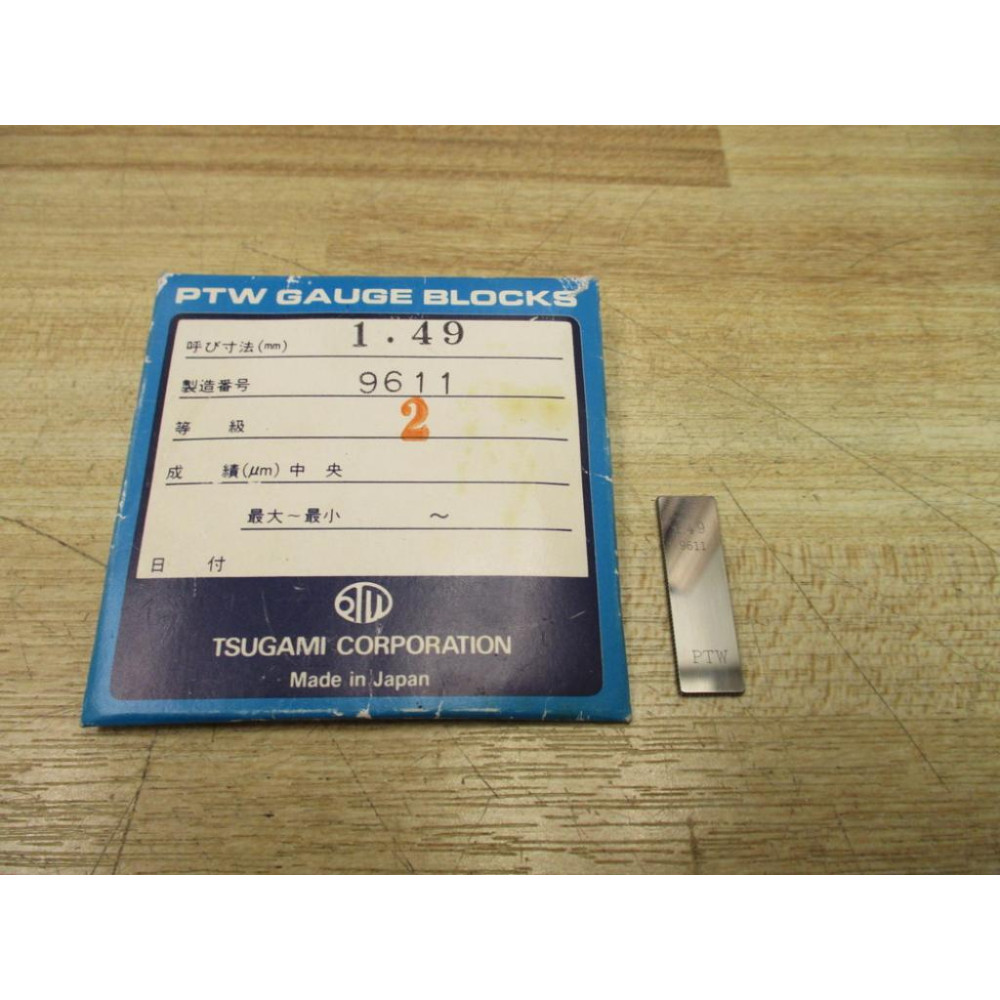 PTW GAUGE BLOCKS
呼び寸法(mm) 1.49
製造番号 9611
等 級 2
成 績(μm) 中 央
最大～最小 ～
日 付
PTW
TSUGAMI CORPORATION
Made in Japan
9611
PTW